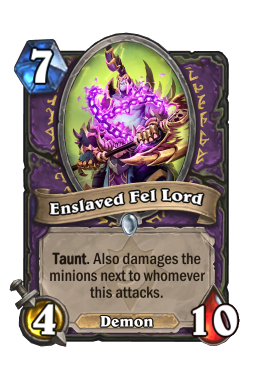 7
Enslaved Fel Lord
Taunt. Also damages the
minions next to whomever
this attacks.
4
Demon
10